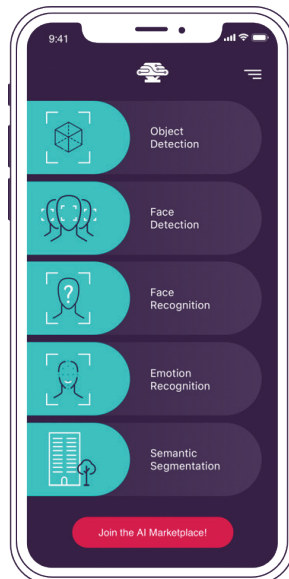 9:41
Object
Detection
Face
Detection
?
Face
Recognition
Emotion
Recognition
Semantic
Segmentation
Join the AI Marketplace!